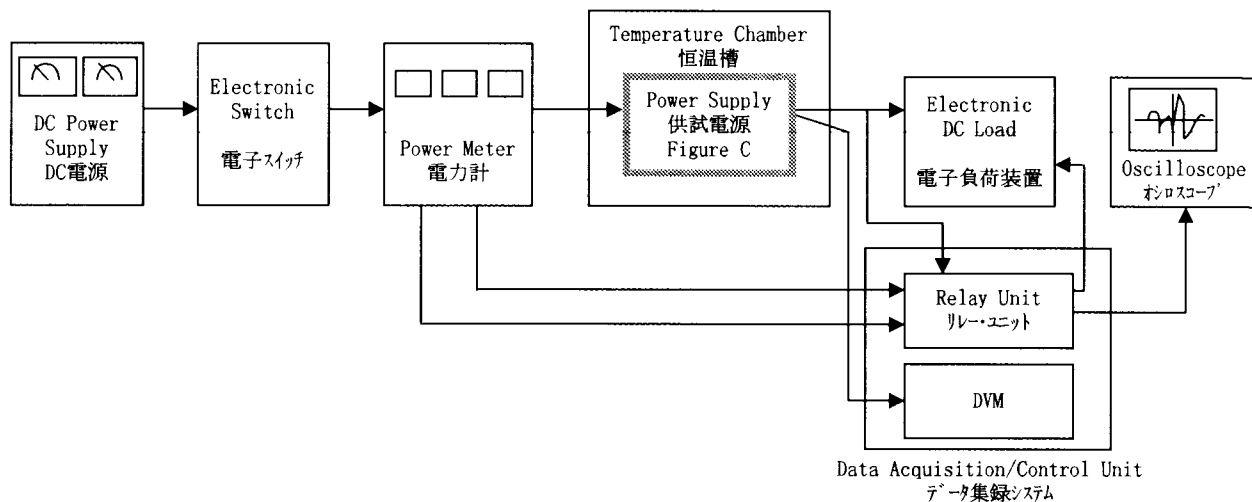 DC Power
Supply
DC電源
Electronic
Switch
電子スイッチ
Power Meter
電力計
Temperature Chamber
恒温槽
Power Supply
供試電源
Figure C
Electronic
DC Load
電子負荷装置
Oscilloscope
オシロスコープ
Relay Unit
リレー・ユニット
DVM
Data Acquisition/Control Unit
データ集録システム